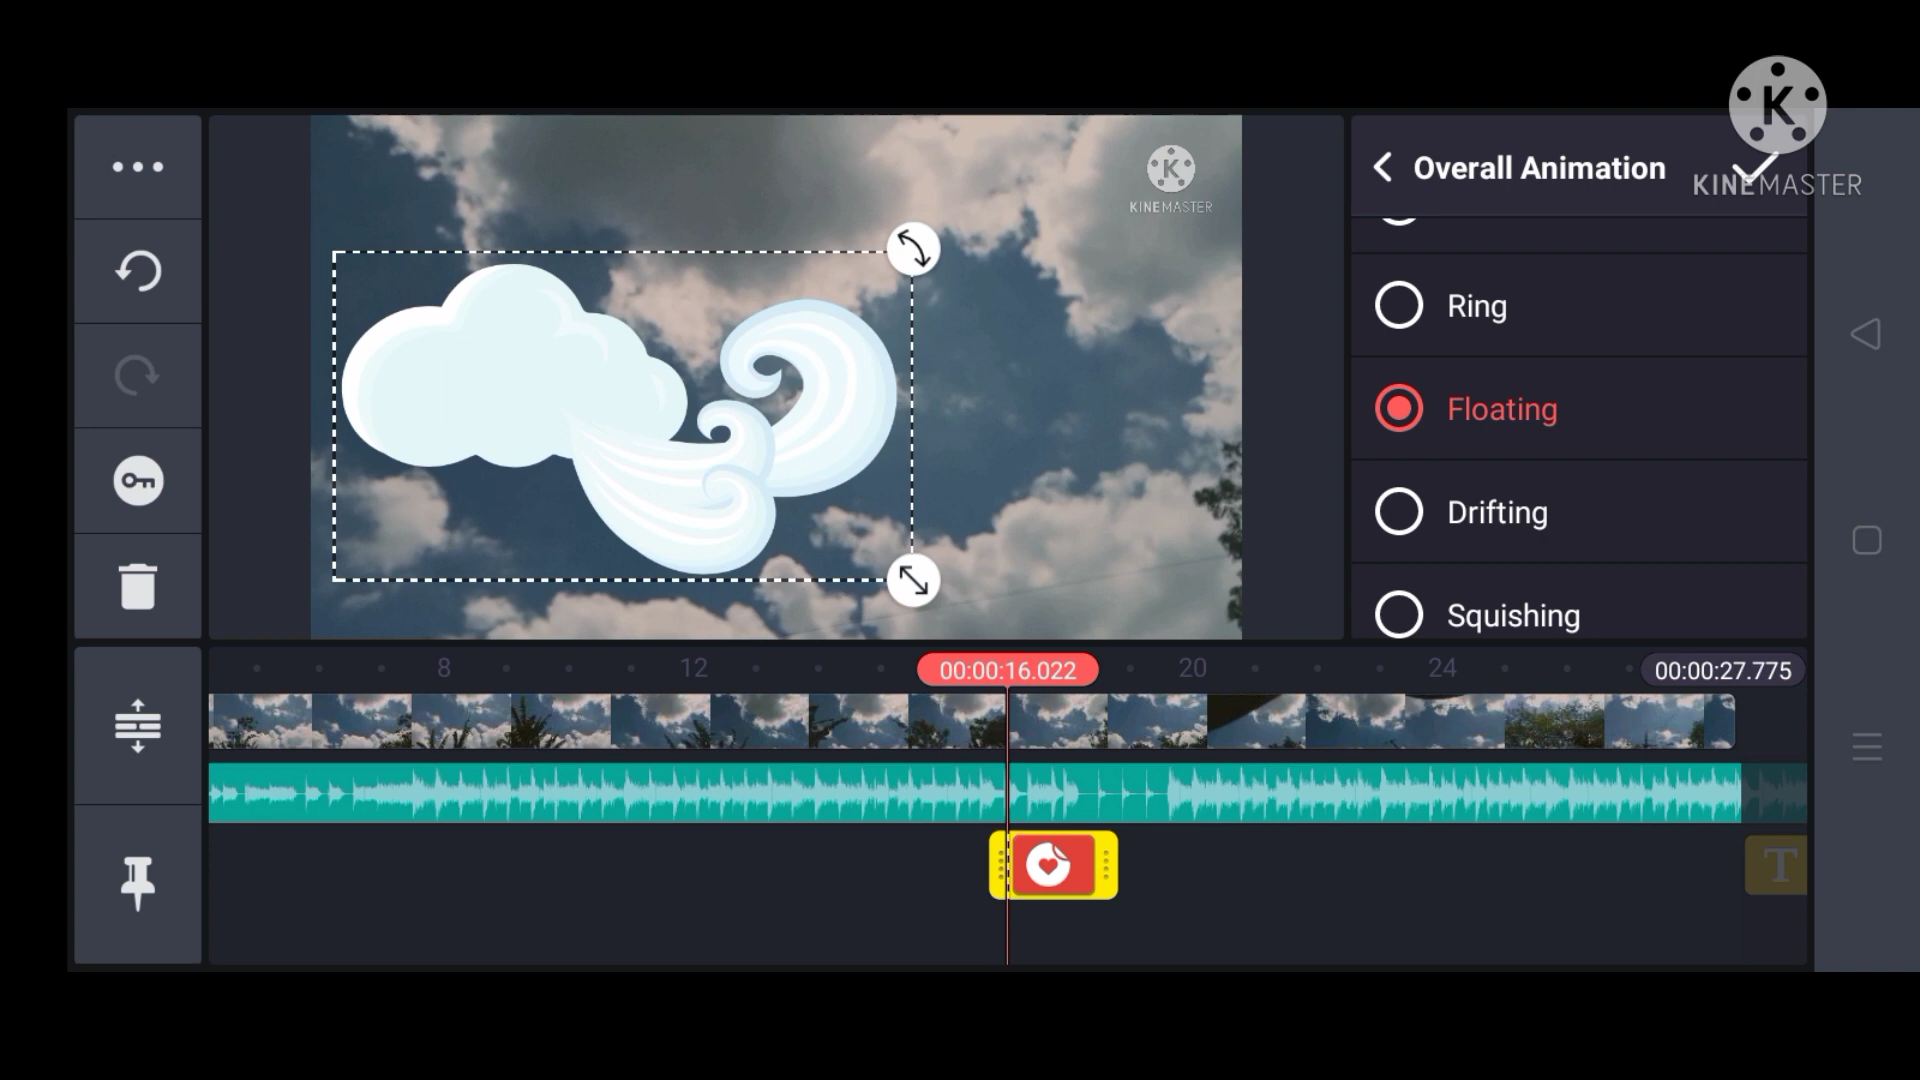 K
KINEMASTER
K
KINEMASTER
Overall Animation
Ring
Floating
Drifting
Squishing
8
12
00:00:16.022
20
24
00:00:27.775
T